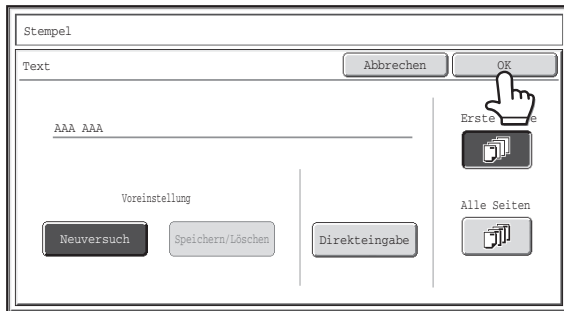 Stempel
Text
Abbrechen
OK
AAA AAA
Erste
Voreinstellung
Alle Seiten
Neuversuch
Speichern/Löschen
Direkteingabe